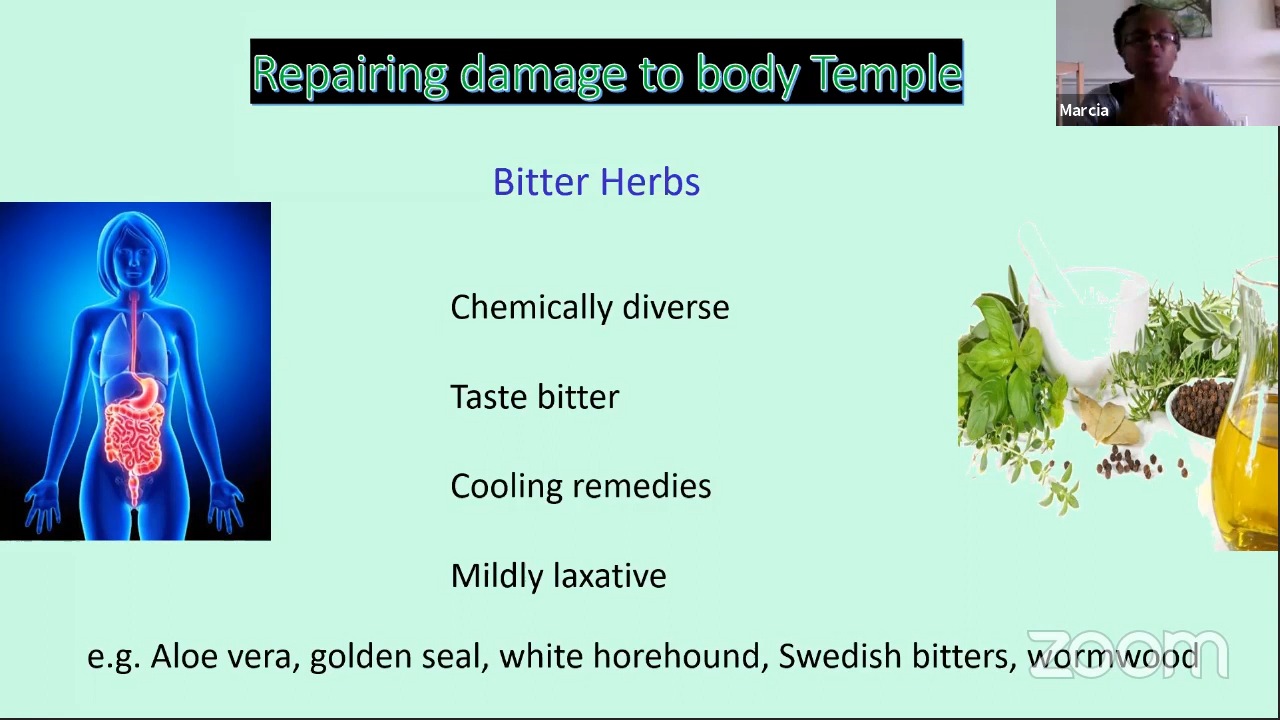 Repairing damage to body Temple
Marcia
Bitter Herbs
Chemically diverse
Taste bitter
Cooling remedies
Mildly laxative
e.g. Aloe vera, golden seal, white horehound, Swedish bitters, wormwood
zoom